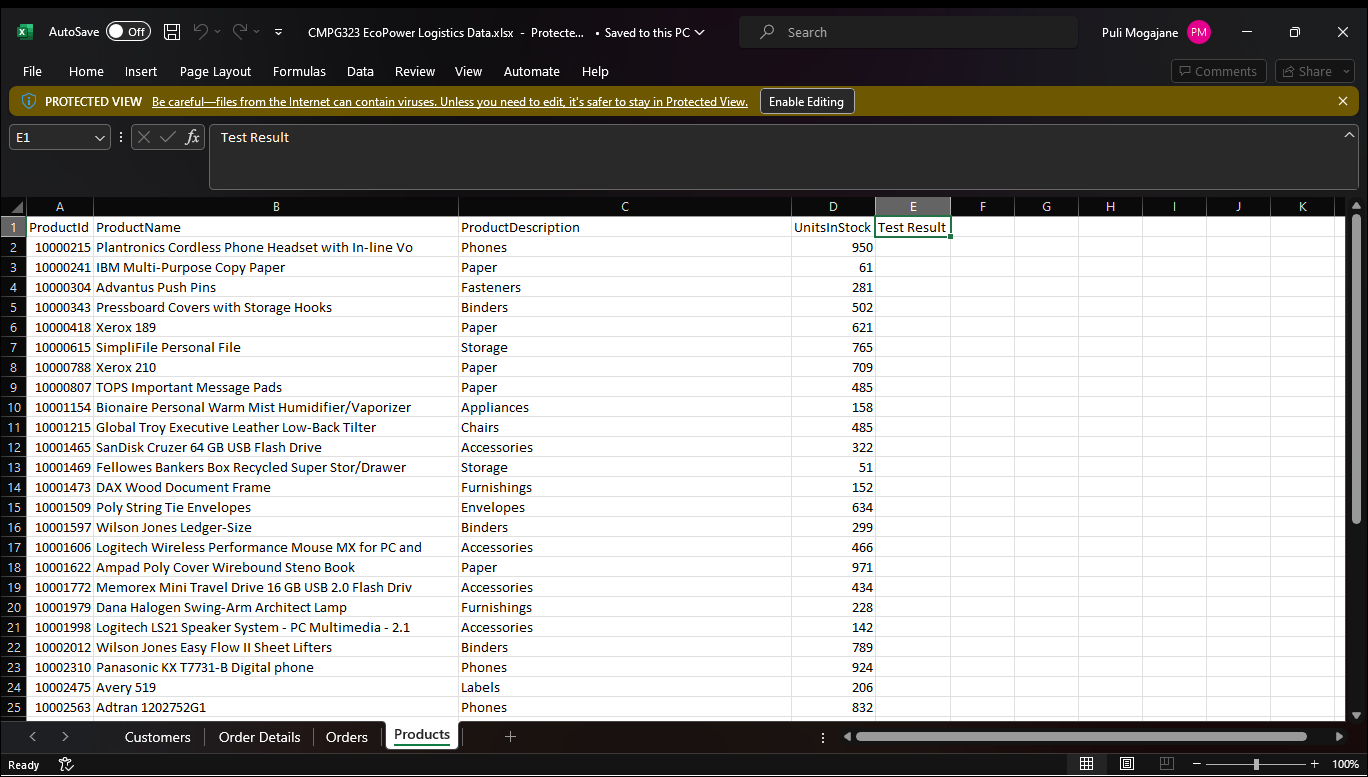 AutoSave Off CMPG323 EcoPower Logistics Data.xlsx - Protecte... • Saved to this PC Search Puli Mogajane PM
File Home Insert Page Layout Formulas Data Review View Automate Help Comments Share
PROTECTED VIEW Be careful—files from the Internet can contain viruses. Unless you need to edit, it's safer to stay in Protected View. Enable Editing
E1 fx Test Result
A B C D E F G H I J K
1 ProductId ProductName ProductDescription UnitsInStock Test Result
2 10000215 Plantronics Cordless Phone Headset with In-line Vo Phones 950
3 10000241 IBM Multi-Purpose Copy Paper Paper 61
4 10000304 Advantus Push Pins Fasteners 281
5 10000343 Pressboard Covers with Storage Hooks Binders 502
6 10000418 Xerox 189 Paper 621
7 10000615 SimpliFile Personal File Storage 765
8 10000788 Xerox 210 Paper 709
9 10000807 TOPS Important Message Pads Paper 485
10 10001154 Bionaire Personal Warm Mist Humidifier/Vaporizer Appliances 158
11 10001215 Global Troy Executive Leather Low-Back Tilter Chairs 485
12 10001465 SanDisk Cruzer 64 GB USB Flash Drive Accessories 322
13 10001469 Fellowes Bankers Box Recycled Super Stor/Drawer Storage 51
14 10001473 DAX Wood Document Frame Furnishings 152
15 10001509 Poly String Tie Envelopes Envelopes 634
16 10001597 Wilson Jones Ledger-Size Binders 299
17 10001606 Logitech Wireless Performance Mouse MX for PC and Accessories 466
18 10001622 Ampad Poly Cover Wirebound Steno Book Paper 971
19 10001772 Memorex Mini Travel Drive 16 GB USB 2.0 Flash Driv Accessories 434
20 10001979 Dana Halogen Swing-Arm Architect Lamp Furnishings 228
21 10001998 Logitech LS21 Speaker System - PC Multimedia - 2.1 Accessories 142
22 10002012 Wilson Jones Easy Flow II Sheet Lifters Binders 789
23 10002310 Panasonic KX T7731-B Digital phone Phones 924
24 10002475 Avery 519 Labels 206
25 10002563 Adtran 1202752G1 Phones 832
Customers Order Details Orders Products
Ready 100%